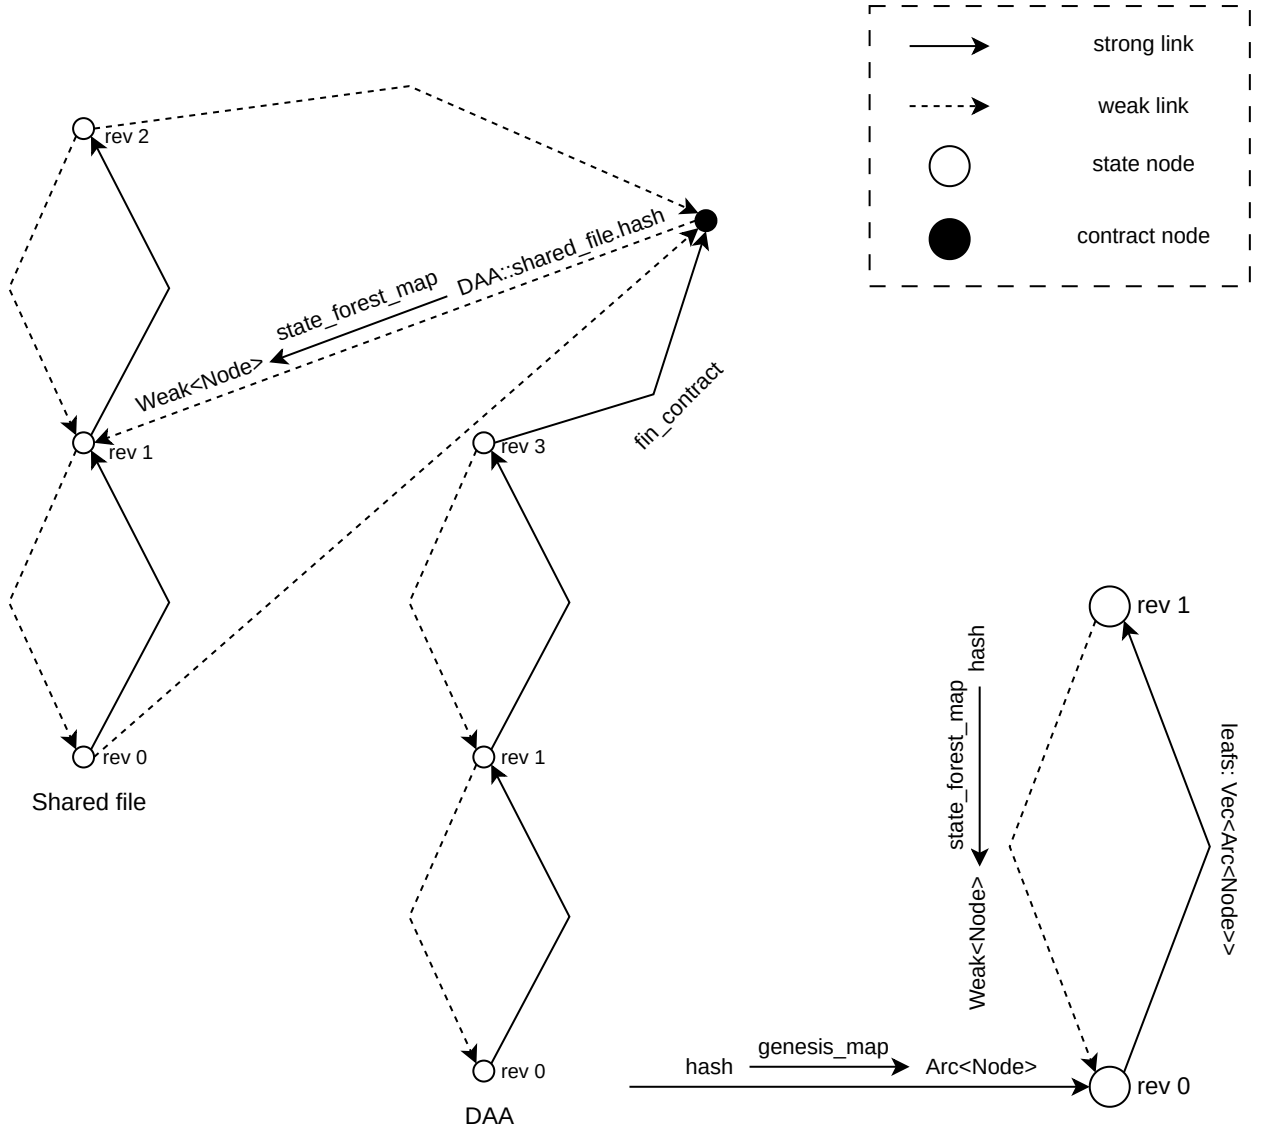 strong link
weak link
state node
contract node
rev 2
DAA::shared_file.hash
state_forest_map
Weak<Node>
rev 1
rev 3
fin_contract
rev 0
Shared file
rev 1
rev 0
DAA
rev 1
hash
state_forest_map
Weak<Node>
leafs: Vec<Arc<Node>>
hash
genesis_map
Arc<Node>
rev 0